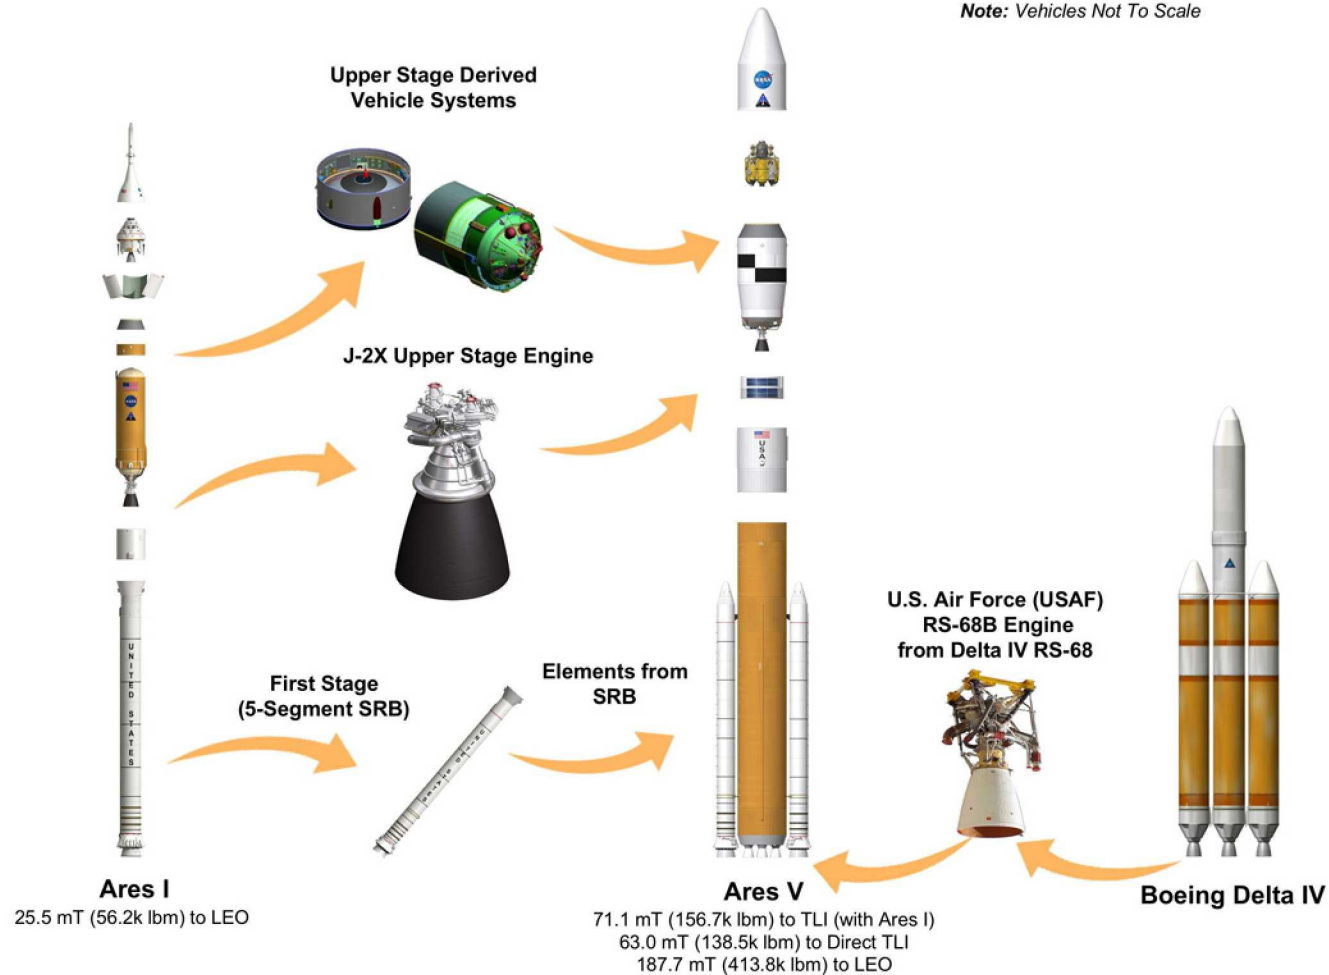 Note: Vehicles Not To Scale
Upper Stage Derived
Vehicle Systems
NASA
J-2X Upper Stage Engine
USA
U.S. Air Force (USAF)
RS-68B Engine
from Delta IV RS-68
UNITED STATES
First Stage
(5-Segment SRB)
UNITED STATES
Elements from
SRB
Ares I
25.5 mT (56.2k lbm) to LEO
Ares V
71.1 mT (156.7k lbm) to TLI (with Ares I)
63.0 mT (138.5k lbm) to Direct TLI
187.7 mT (413.8k lbm) to LEO
Boeing Delta IV